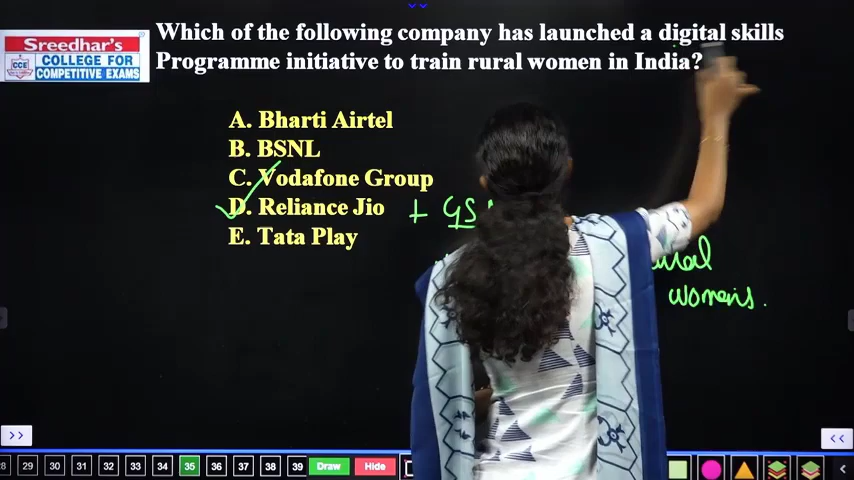 Which of the following company has launched a digital skills
Programme initiative to train rural women in India?
Sreedhar's
CCE
COLLEGE FOR
COMPETITIVE EXAMS
A. Bharti Airtel
B. BSNL
C. Vodafone Group
D. Reliance Jio + GS
E. Tata Play
womens.
>>
<<
28 29 30 31 32 33 34 35 36 37 38 39 Draw Hide